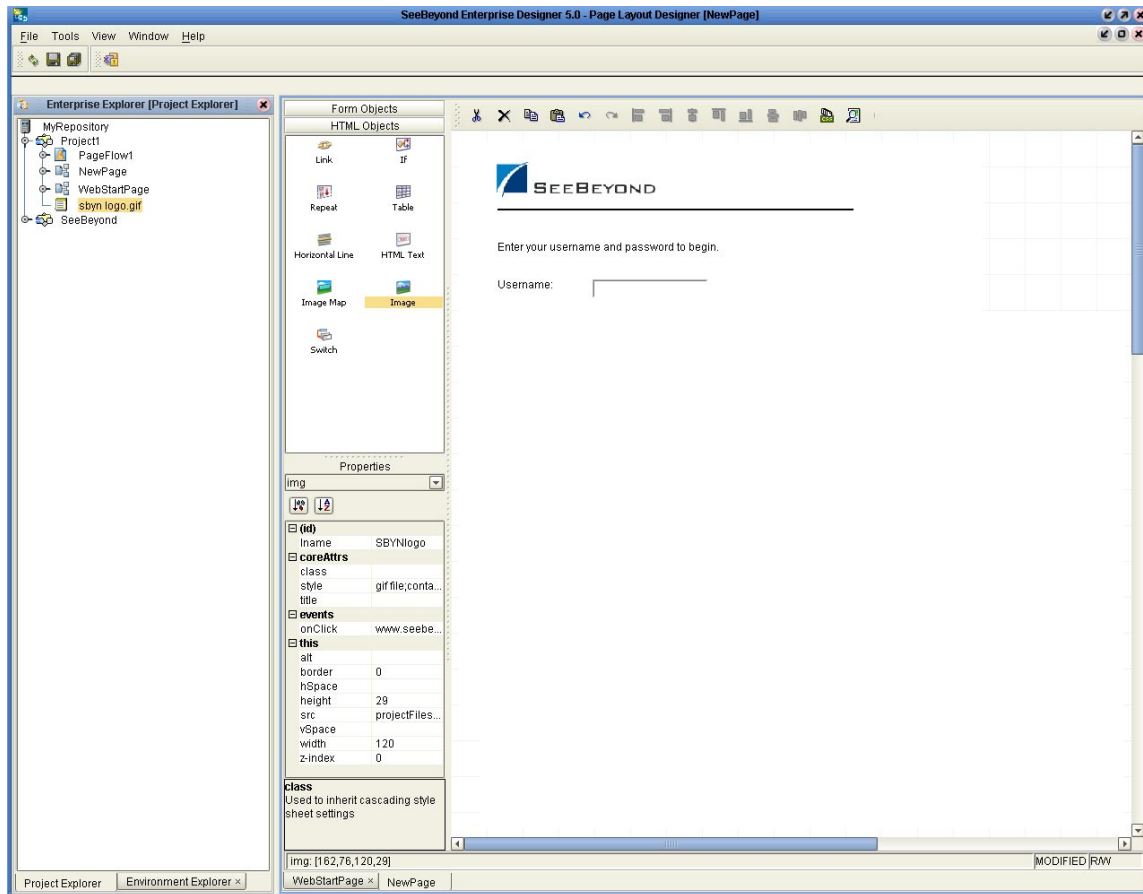 SeeBeyond Enterprise Designer 5.0 - Page Layout Designer [NewPage]
File Tools View Window Help
Enterprise Explorer [Project Explorer]
MyRepository
Project1
PageFlow1
NewPage
WebStartPage
sbyn logo.gif
SeeBeyond
Form Objects
HTML Objects
Link If
Repeat Table
Horizontal Line HTML Text
Image Map Image
Switch
Properties
img
(id)
Iname SBYNlogo
coreAttrs
class
style gif file;conta...
title
events
onClick www.seebe...
this
alt
border 0
hSpace
height 29
src projectFiles...
vSpace
width 120
z-index 0
class
Used to inherit cascading style
sheet settings
SEEBEYOND
Enter your username and password to begin.
Username:
img: [162,76,120,29] MODIFIED R/W
Project Explorer Environment Explorer × WebStartPage × NewPage